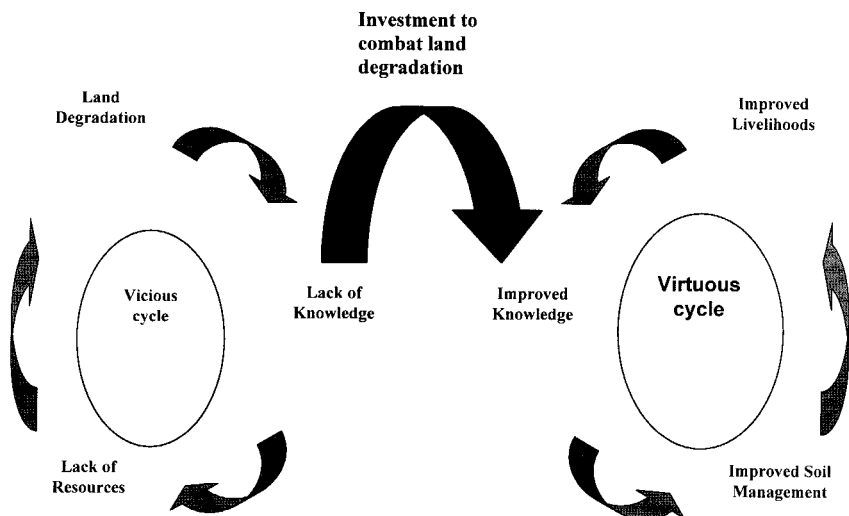 Investment to
combat land
degradation
Land
Degradation
Improved
Livelihoods
Vicious
cycle
Lack of
Knowledge
Improved
Knowledge
Virtuous
cycle
Lack of
Resources
Improved Soil
Management